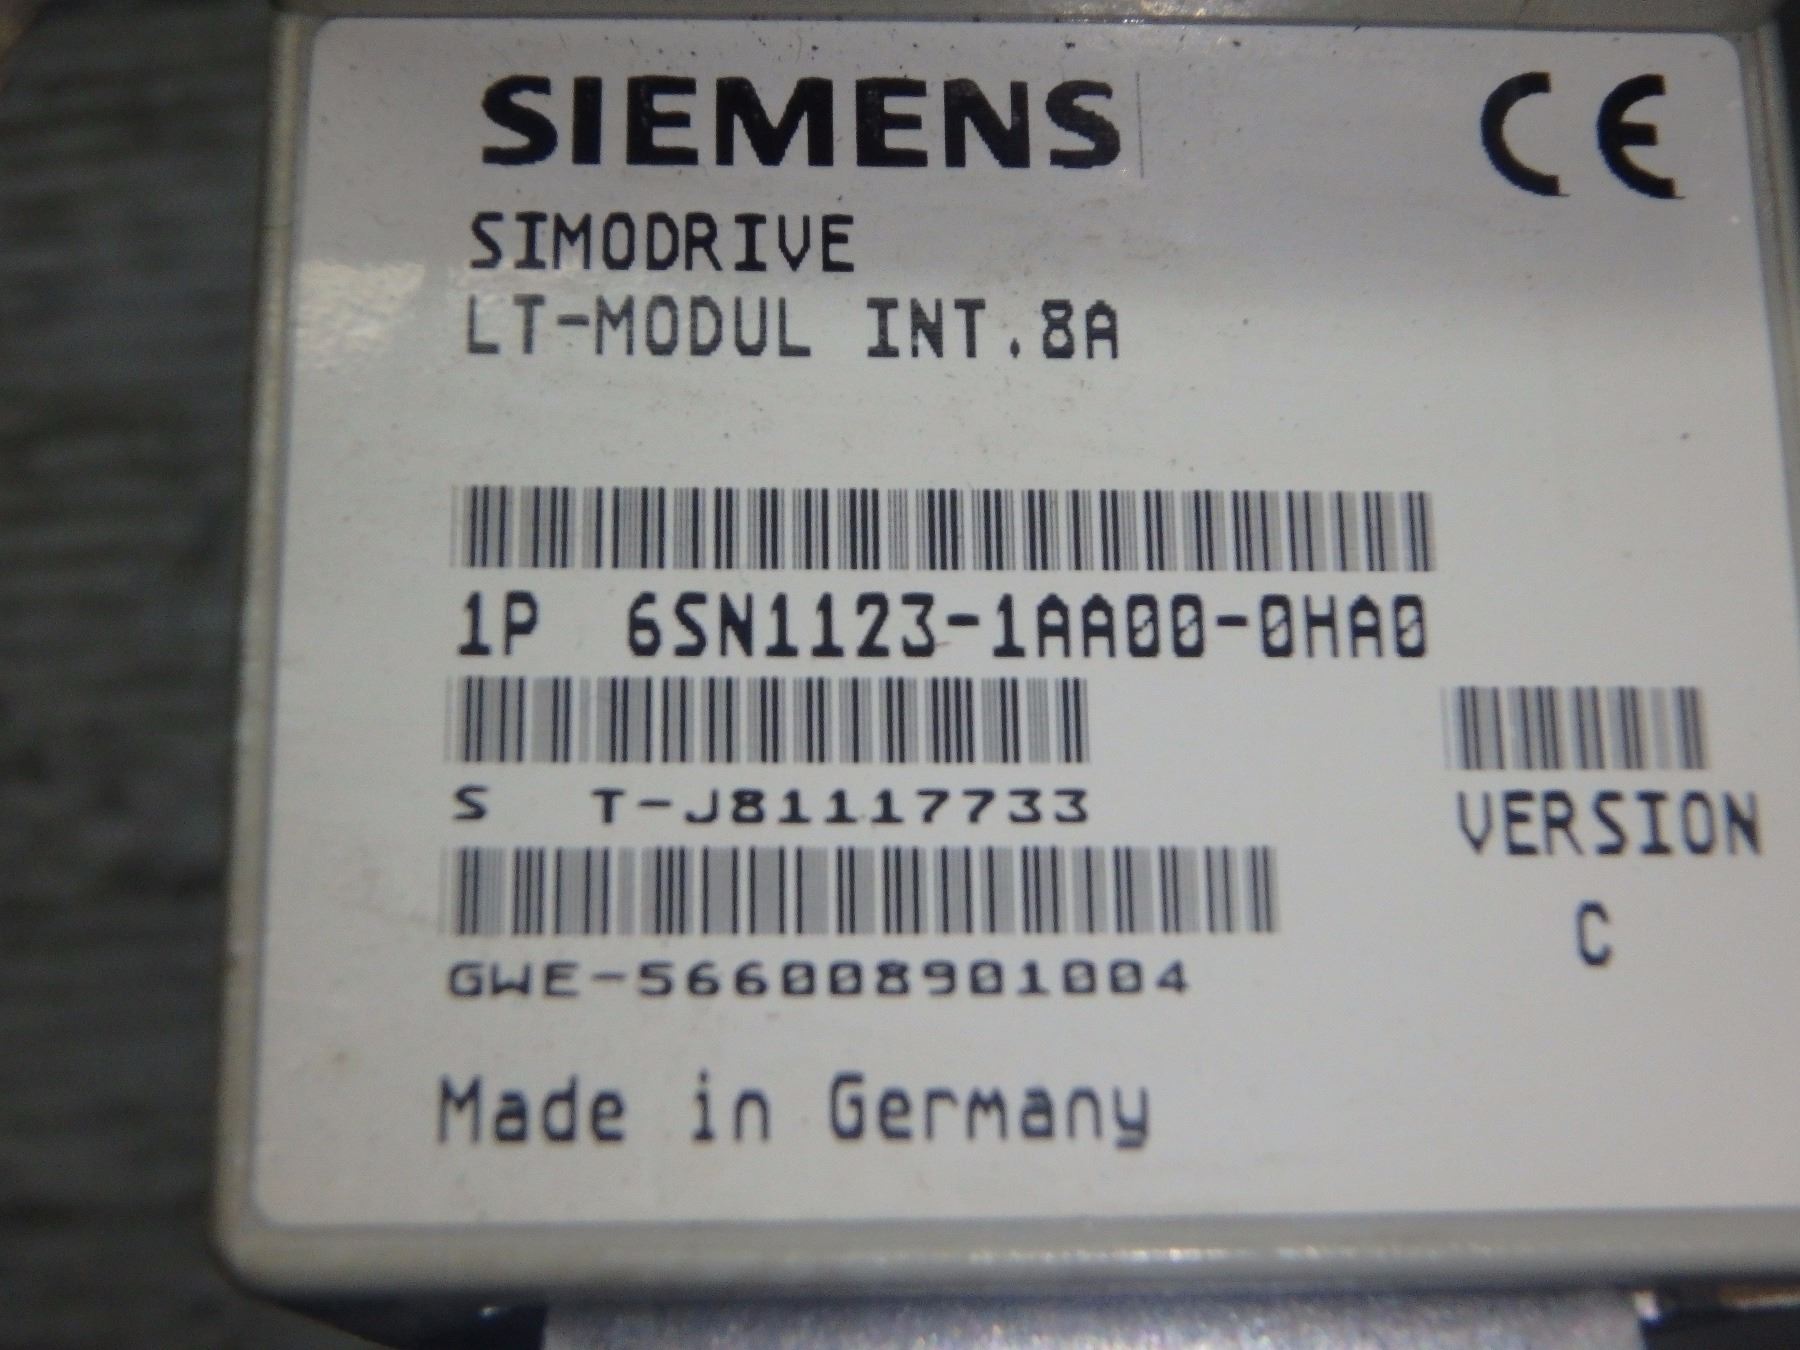 SIEMENS CE
SIMODRIVE
LT-MODUL INT.8A
1P 6SN1123-1AA00-0HA0
S T-J81117733
VERSION
C
GWE-566008901004
Made in Germany